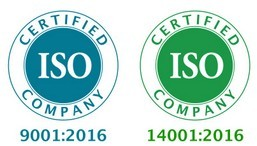 CERTIFIED
ISO
COMPANY
9001:2016
CERTIFIED
ISO
COMPANY
14001:2016